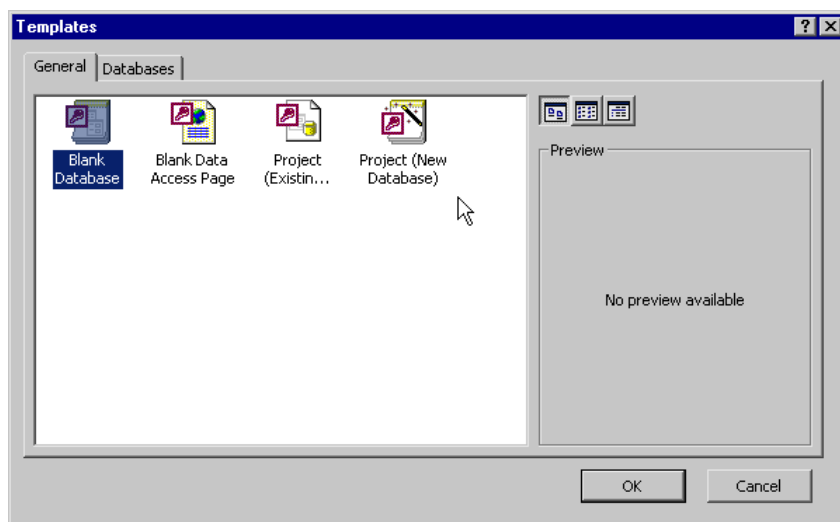 Templates
General
Databases
Blank
Database
Blank Data
Access Page
Project
(Existin...
Project (New
Database)
Preview
No preview available
OK
Cancel